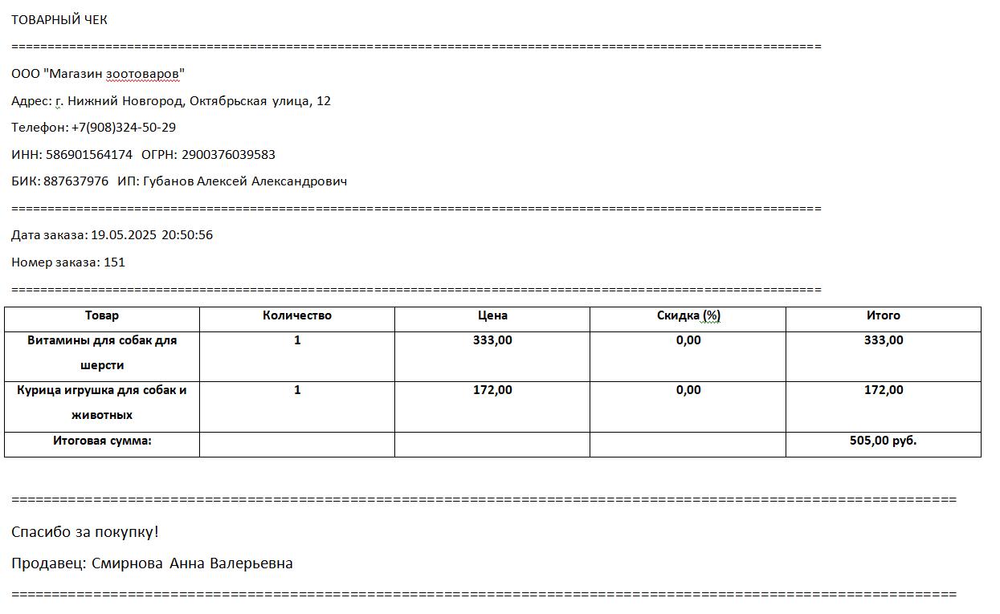 ТОВАРНЫЙ ЧЕК
================================================================================================================
ООО "Магазин зоотоваров"
Адрес: г. Нижний Новгород, Октябрьская улица, 12
Телефон: +7(908)324-50-29
ИНН: 586901564174 ОГРН: 2900376039583
БИК: 887637976 ИП: Губанов Алексей Александрович
================================================================================================================
Дата заказа: 19.05.2025 20:50:56
Номер заказа: 151
================================================================================================================
Товар Количество Цена Скидка (%) Итого
Витамины для собак для 1 333,00 0,00 333,00
шерсти
Курица игрушка для собак и 1 172,00 0,00 172,00
животных
Итоговая сумма: 505,00 руб.
================================================================================================================
Спасибо за покупку!
Продавец: Смирнова Анна Валерьевна
================================================================================================================